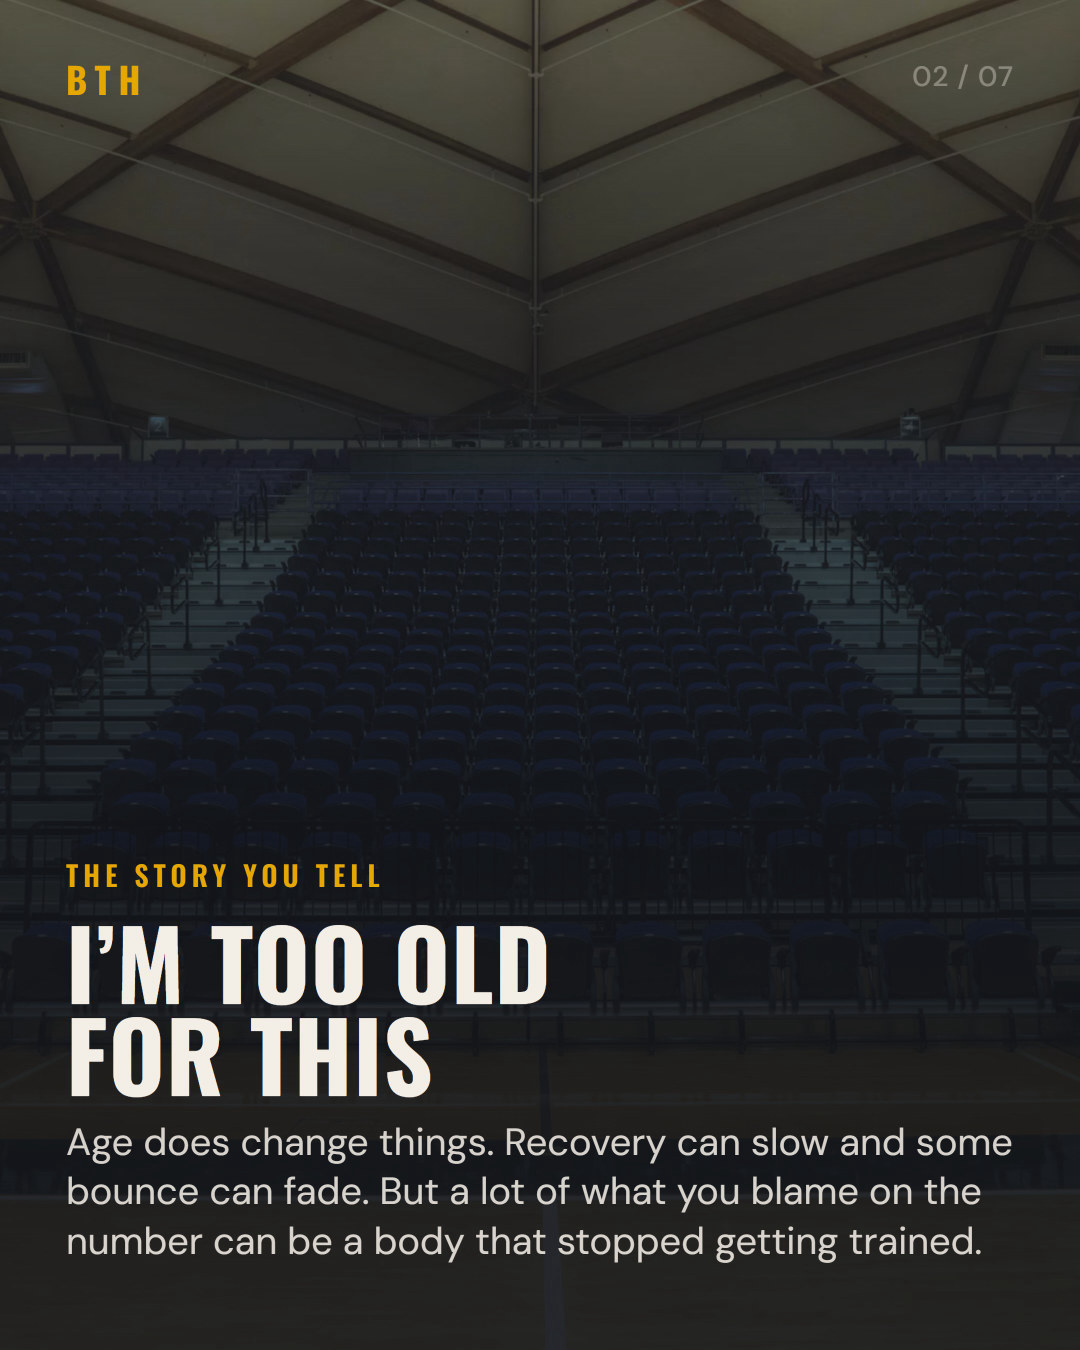 BTH
02 / 07
THE STORY YOU TELL
I’M TOO OLD
FOR THIS
Age does change things. Recovery can slow and some
bounce can fade. But a lot of what you blame on the
number can be a body that stopped getting trained.